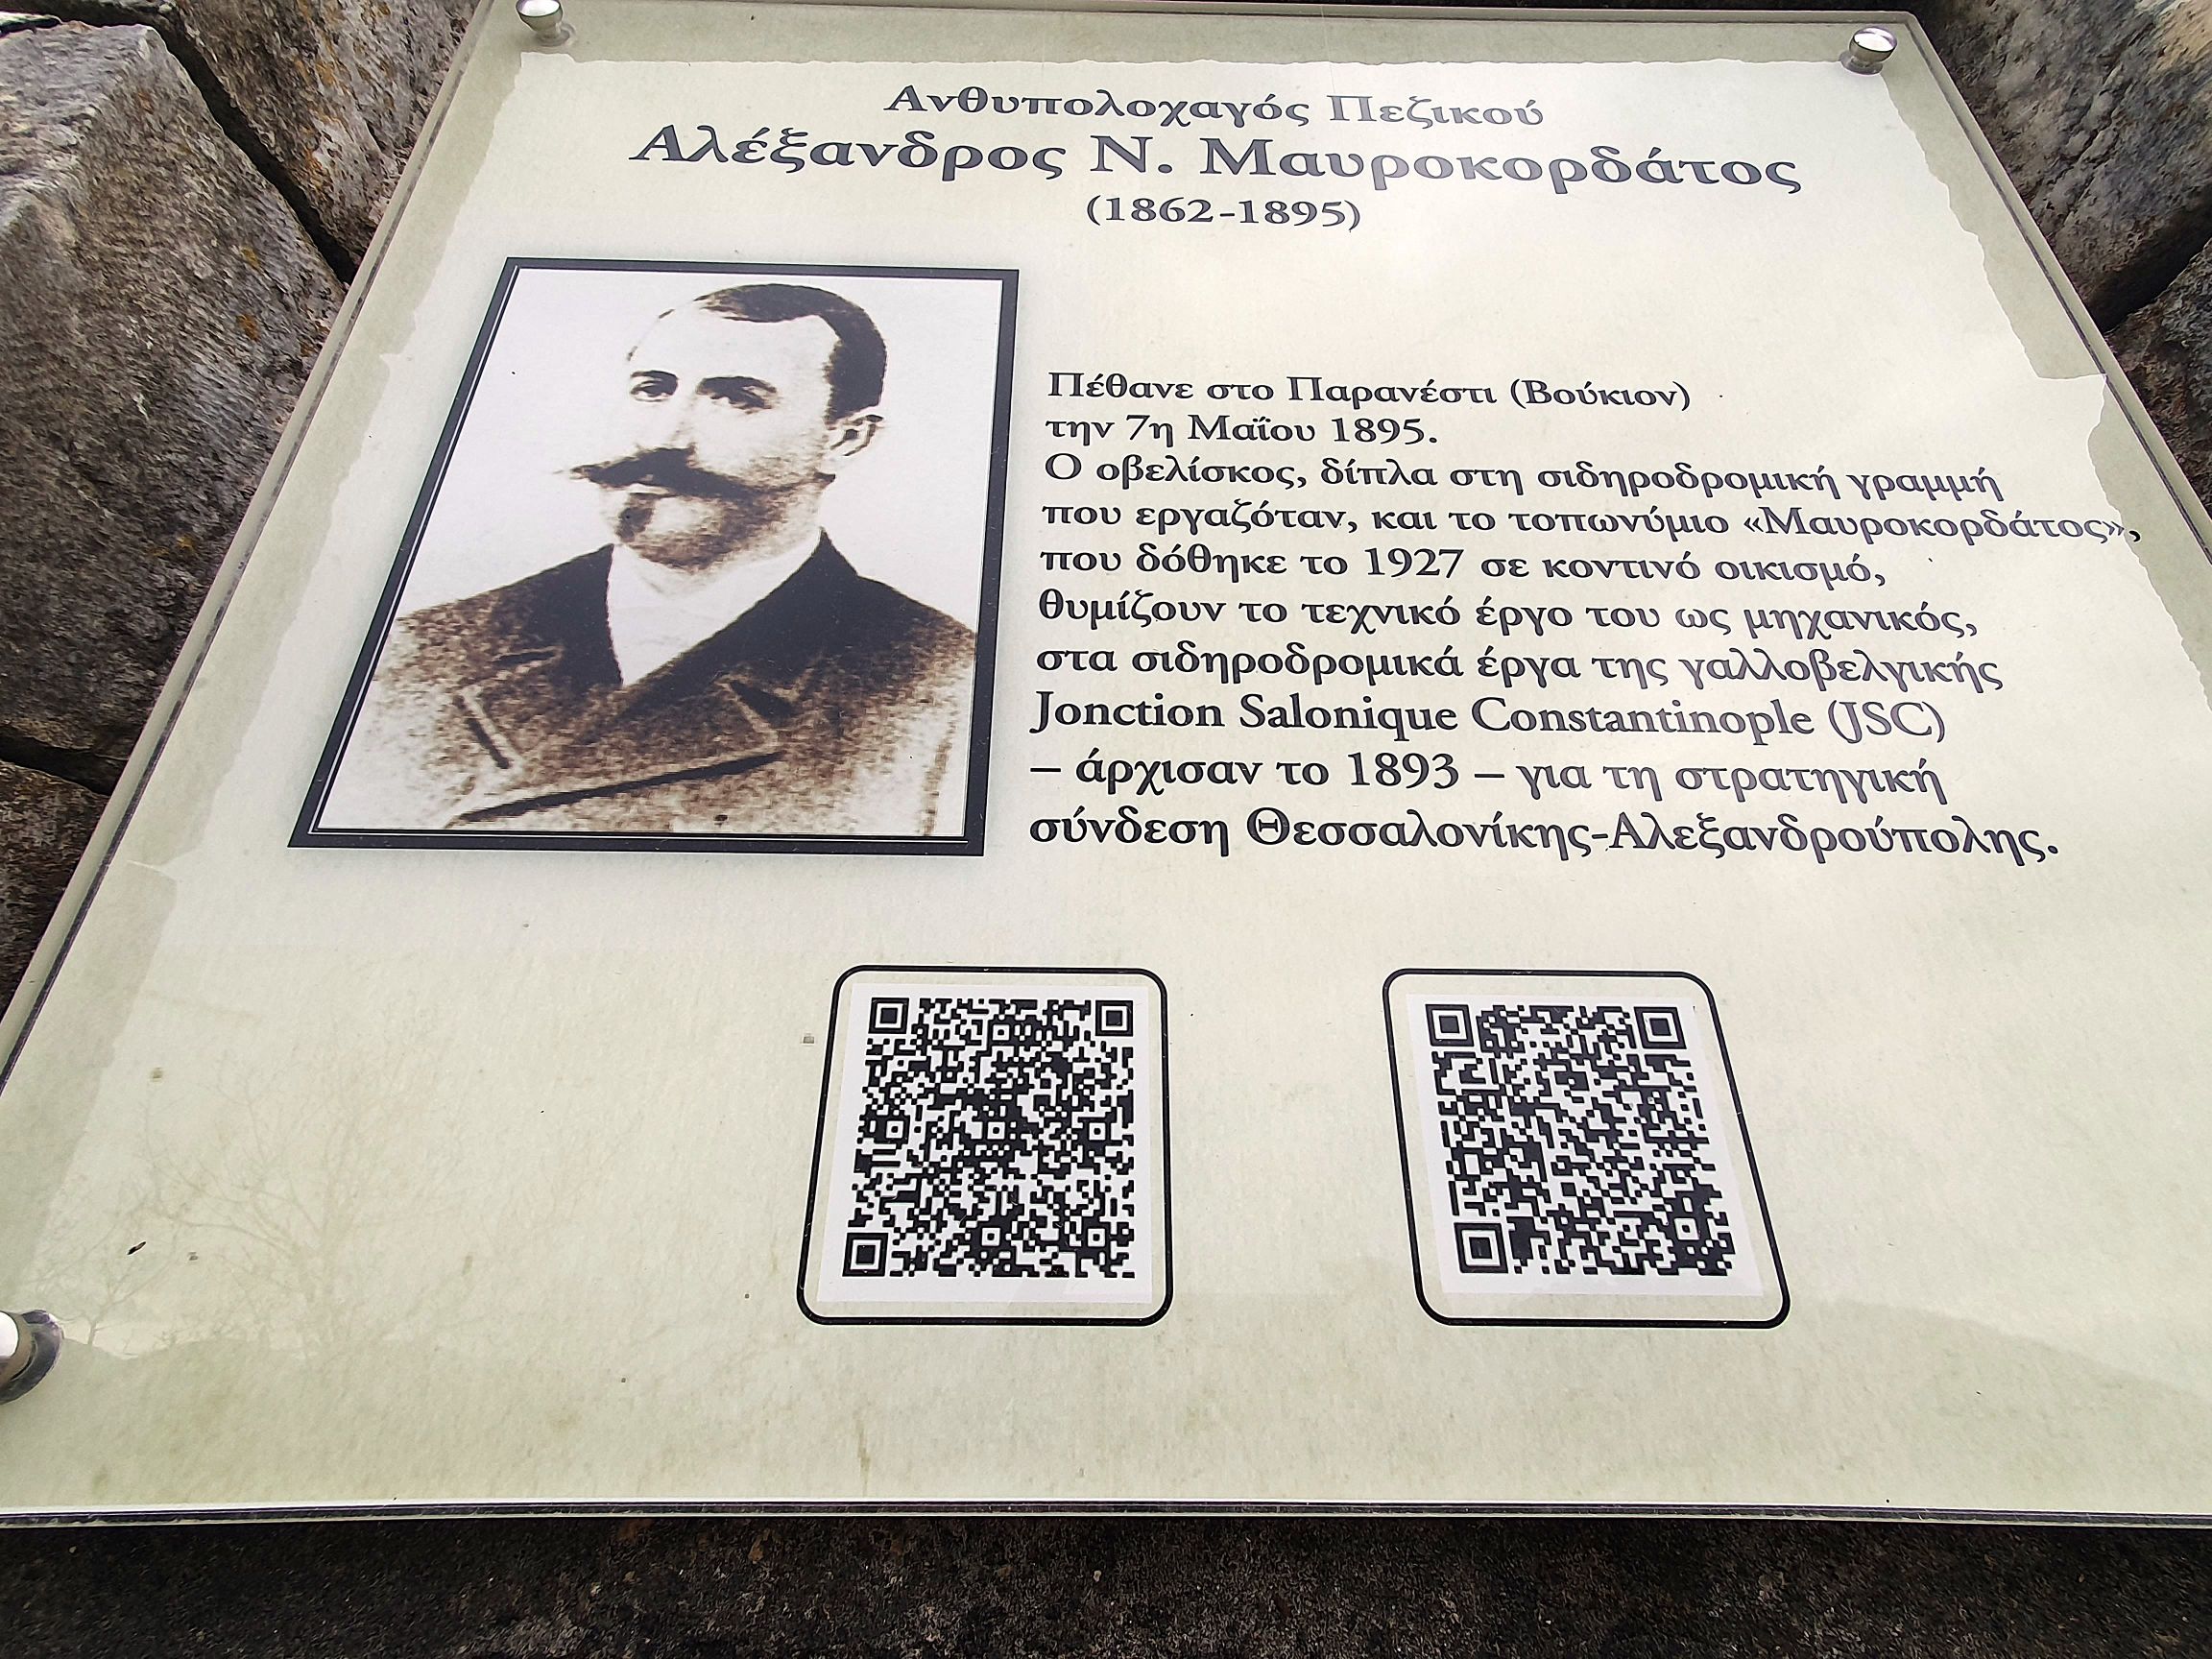 Ανθυπολοχαγός Πεζικού
Αλέξανδρος Ν. Μαυροκορδάτος
(1862-1895)
Πέθανε στο Παρανέστι (Βούκιον)
την 7η Μαΐου 1895.
Ο οβελίσκος, δίπλα στη σιδηροδρομική γραμμή
που εργαζόταν, και το τοπωνύμιο «Μαυροκορδάτος»,
που δόθηκε το 1927 σε κοντινό οικισμό,
θυμίζουν το τεχνικό έργο του ως μηχανικός,
στα σιδηροδρομικά έργα της γαλλοβελγικής
Jonction Salonique Constantinople (JSC)
– άρχισαν το 1893 – για τη στρατηγική
σύνδεση Θεσσαλονίκης-Αλεξανδρούπολης.